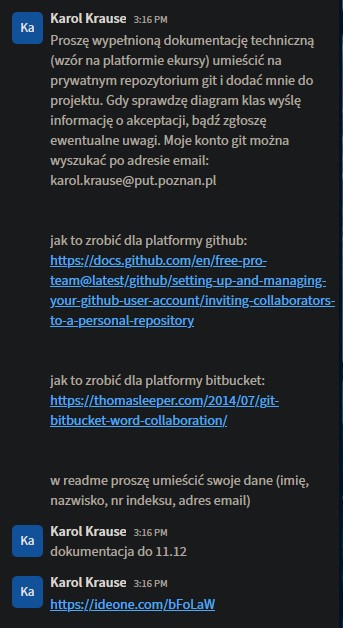 Ka
Karol Krause 3:16 PM
Proszę wypełnioną dokumentację techniczną
(wzór na platformie ekursy) umieścić na
prywatnym repozytorium git i dodać mnie do
projektu. Gdy sprawdzę diagram klas wyślę
informację o akceptacji, bądź zgłoszę
ewentualne uwagi. Moje konto git można
wyszukać po adresie email:
karol.krause@put.poznan.pl
jak to zrobić dla platformy github:
https://docs.github.com/en/free-pro-
team@latest/github/setting-up-and-managing-
your-github-user-account/inviting-collaborators-
to-a-personal-repository
jak to zrobić dla platformy bitbucket:
https://thomasleeper.com/2014/07/git-
bitbucket-word-collaboration/
w readme proszę umieścić swoje dane (imię,
nazwisko, nr indeksu, adres email)
Ka
Karol Krause 3:16 PM
dokumentacja do 11.12
Ka
Karol Krause 3:16 PM
https://ideone.com/bFoLaW